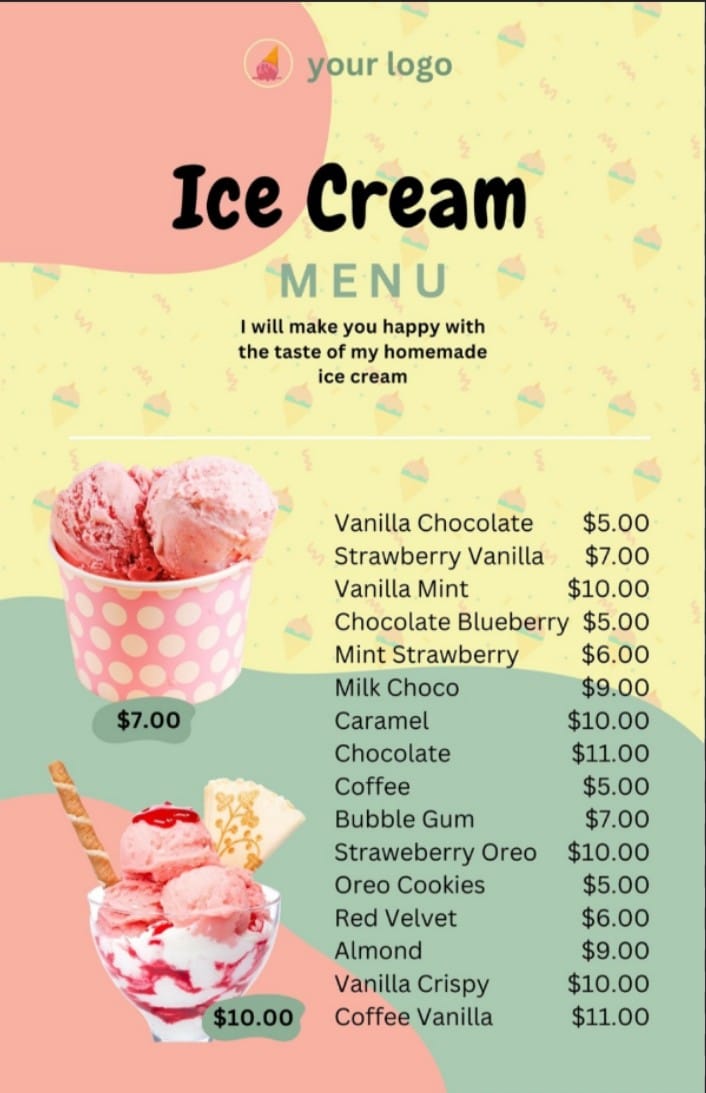 your logo
Ice Cream
MENU
I will make you happy with
the taste of my homemade
ice cream
Vanilla Chocolate $5.00
Strawberry Vanilla $7.00
Vanilla Mint $10.00
Chocolate Blueberry $5.00
Mint Strawberry $6.00
Milk Choco $9.00
Caramel $10.00
Chocolate $11.00
Coffee $5.00
Bubble Gum $7.00
Straweberry Oreo $10.00
Oreo Cookies $5.00
Red Velvet $6.00
Almond $9.00
Vanilla Crispy $10.00
Coffee Vanilla $11.00
$7.00
$10.00